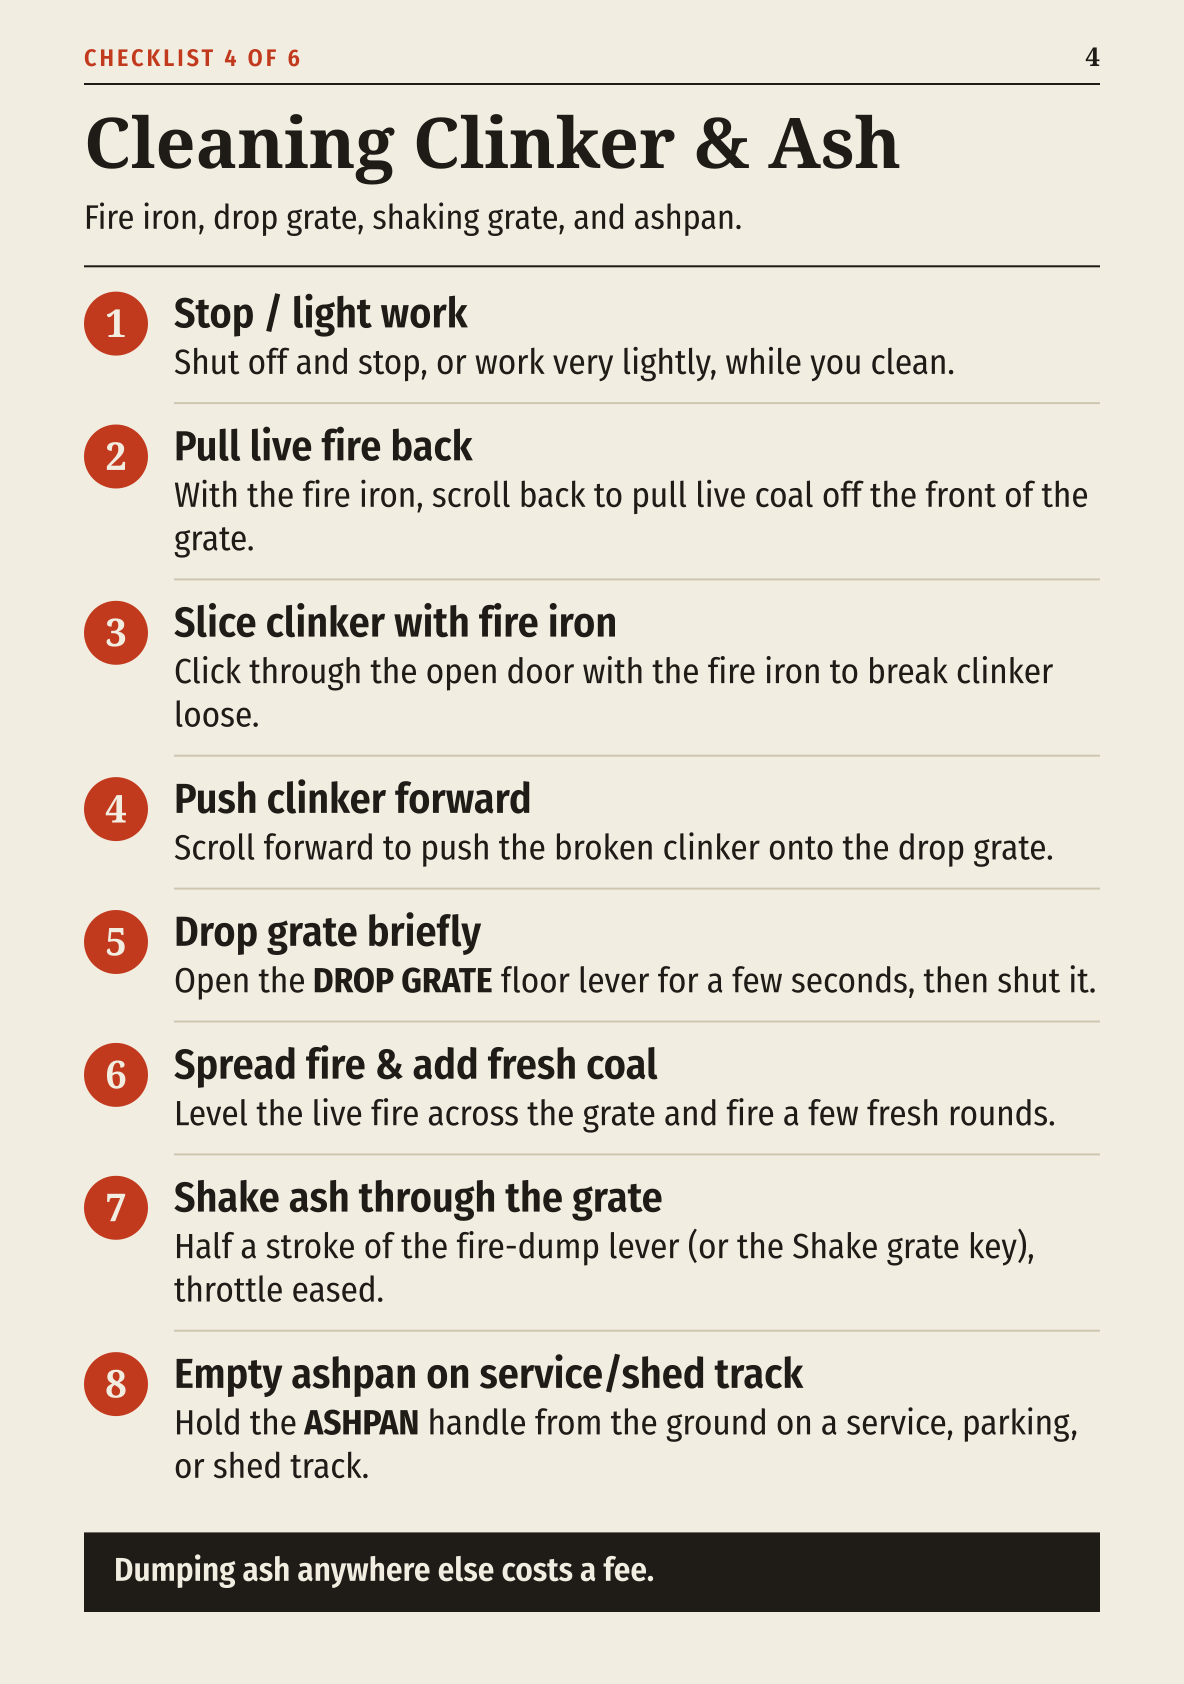 CHECKLIST 4 OF 6
4
Cleaning Clinker & Ash
Fire iron, drop grate, shaking grate, and ashpan.
1
Stop / light work
Shut off and stop, or work very lightly, while you clean.
2
Pull live fire back
With the fire iron, scroll back to pull live coal off the front of the
grate.
3
Slice clinker with fire iron
Click through the open door with the fire iron to break clinker
loose.
4
Push clinker forward
Scroll forward to push the broken clinker onto the drop grate.
5
Drop grate briefly
Open the DROP GRATE floor lever for a few seconds, then shut it.
6
Spread fire & add fresh coal
Level the live fire across the grate and fire a few fresh rounds.
7
Shake ash through the grate
Half a stroke of the fire-dump lever (or the Shake grate key),
throttle eased.
8
Empty ashpan on service/shed track
Hold the ASHPAN handle from the ground on a service, parking,
or shed track.
Dumping ash anywhere else costs a fee.